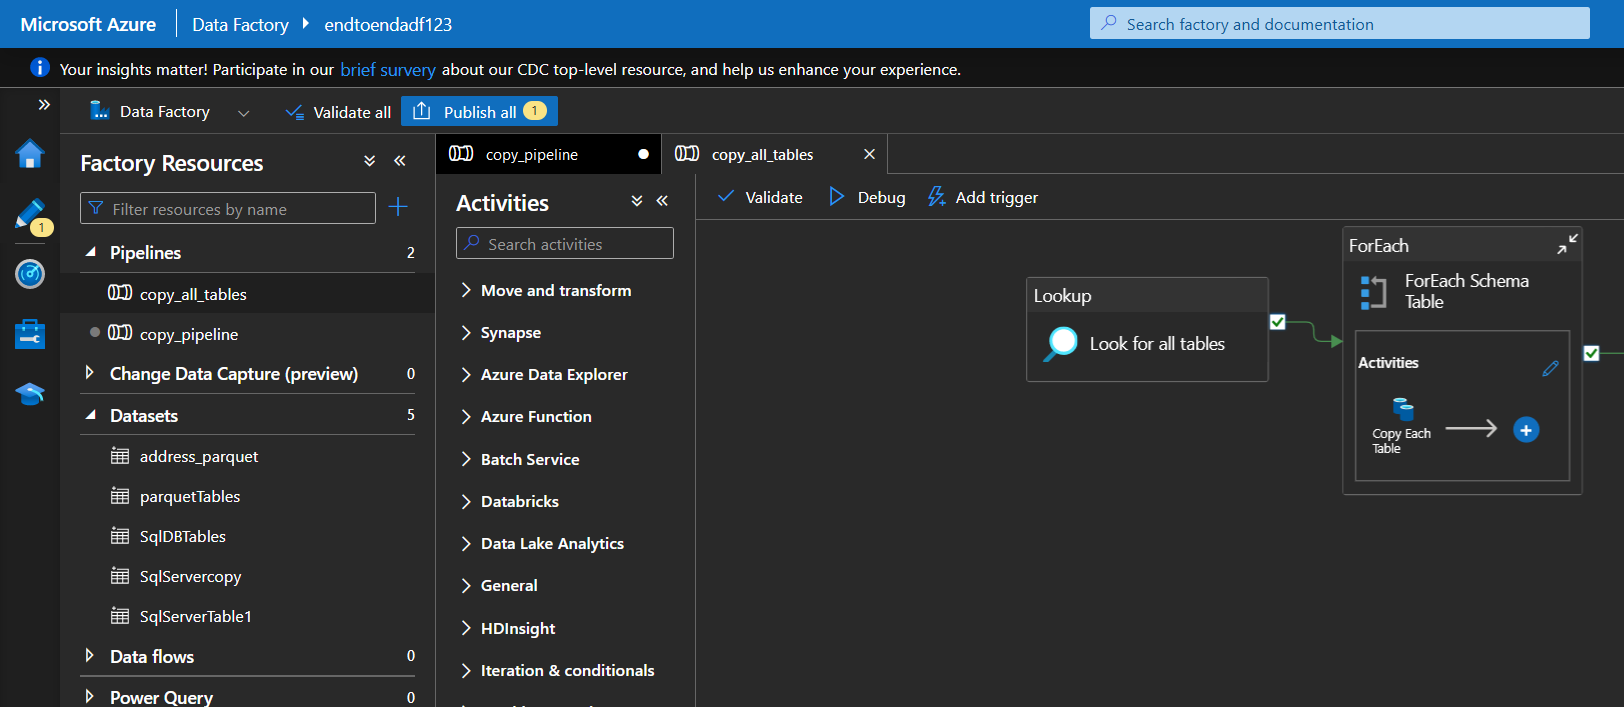 Microsoft Azure
Data Factory
endtoendadf123
Search factory and documentation
Your insights matter! Participate in our brief survery about our CDC top-level resource, and help us enhance your experience.
Data Factory
Validate all
Publish all
1
1
Factory Resources
Filter resources by name
Pipelines
2
copy_all_tables
copy_pipeline
Change Data Capture (preview)
0
Datasets
5
address_parquet
parquetTables
SqlDBTables
SqlServercopy
SqlServerTable1
Data flows
0
Power Query
0
copy_pipeline
copy_all_tables
Activities
Search activities
Move and transform
Synapse
Azure Data Explorer
Azure Function
Batch Service
Databricks
Data Lake Analytics
General
HDInsight
Iteration & conditionals
Validate
Debug
Add trigger
Lookup
Look for all tables
ForEach
ForEach Schema
Table
Activities
Copy Each
Table